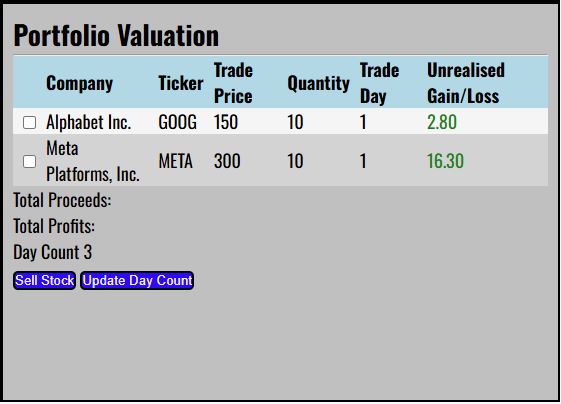 Portfolio Valuation
Company Ticker Trade Price Quantity Trade Day Unrealised Gain/Loss
Alphabet Inc. GOOG 150 10 1 2.80
Meta Platforms, Inc. META 300 10 1 16.30
Total Proceeds:
Total Profits:
Day Count 3
Sell Stock Update Day Count